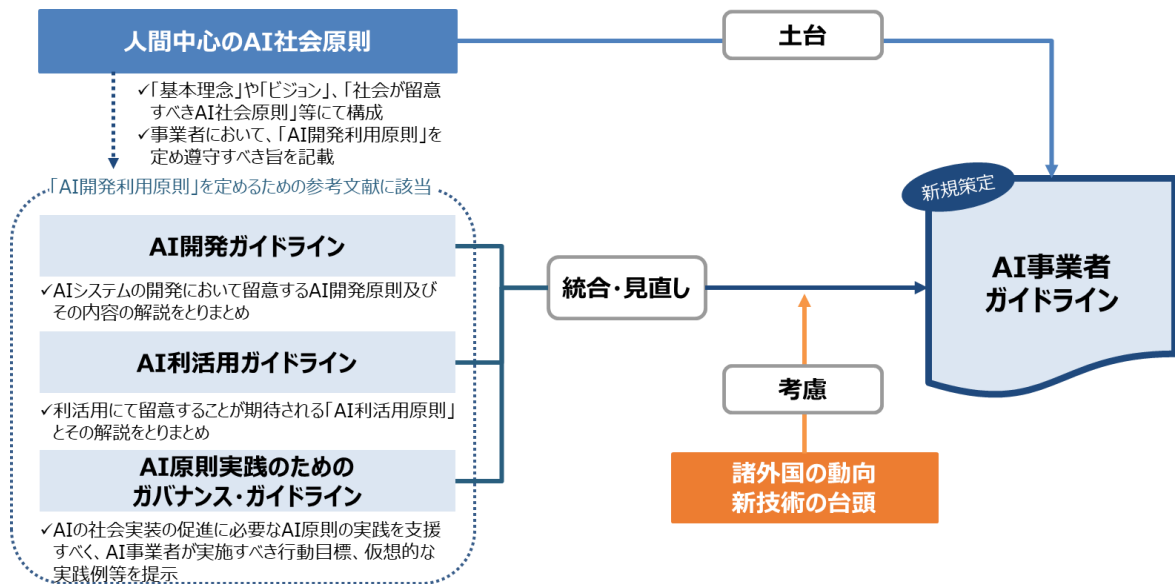 人間中心のAI社会原則
土台
✓「基本理念」や「ビジョン」、「社会が留意
すべきAI社会原則」等にて構成
✓事業者において、「AI開発利用原則」を
定め遵守すべき旨を記載
「AI開発利用原則」を定めるための参考文献に該当
AI開発ガイドライン
✓AIシステムの開発において留意するAI開発原則及び
その内容の解説をとりまとめ
AI利活用ガイドライン
✓利活用にて留意することが期待される「AI利活用原則」
とその解説をとりまとめ
AI原則実践のための
ガバナンス・ガイドライン
✓AIの社会実装の促進に必要なAI原則の実践を支援
すべく、AI事業者が実施すべき行動目標、仮想的な
実践例等を提示
統合・見直し
考慮
諸外国の動向
新技術の台頭
新規策定
AI事業者
ガイドライン